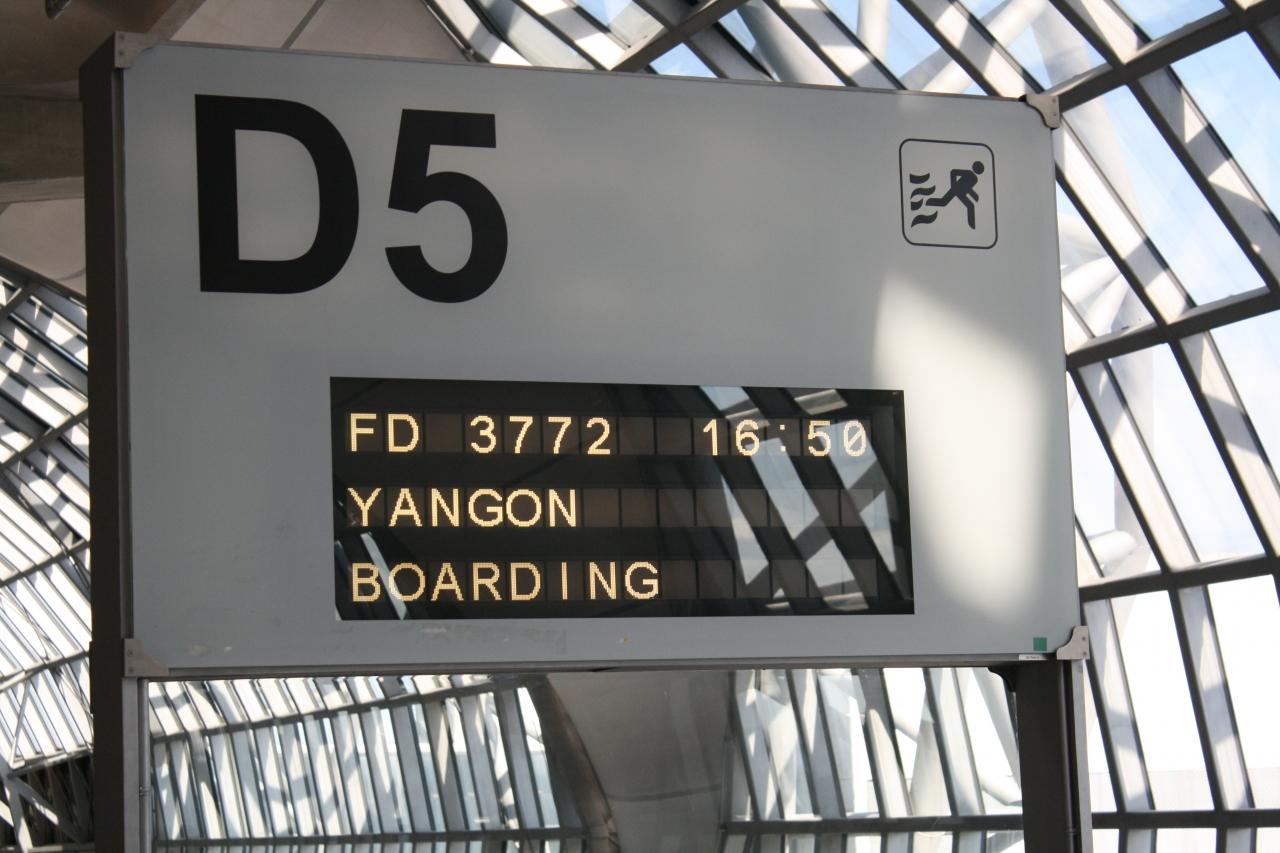 D5
FD 3772 16:50
YANGON
BOARDING